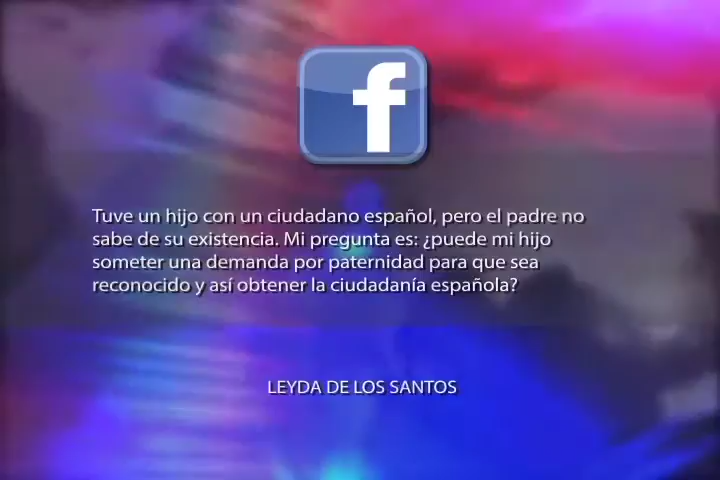 f
Tuve un hijo con un ciudadano español, pero el padre no
sabe de su existencia. Mi pregunta es: ¿puede mi hijo
someter una demanda por paternidad para que sea
reconocido y así obtener la ciudadanía española?
LEYDA DE LOS SANTOS